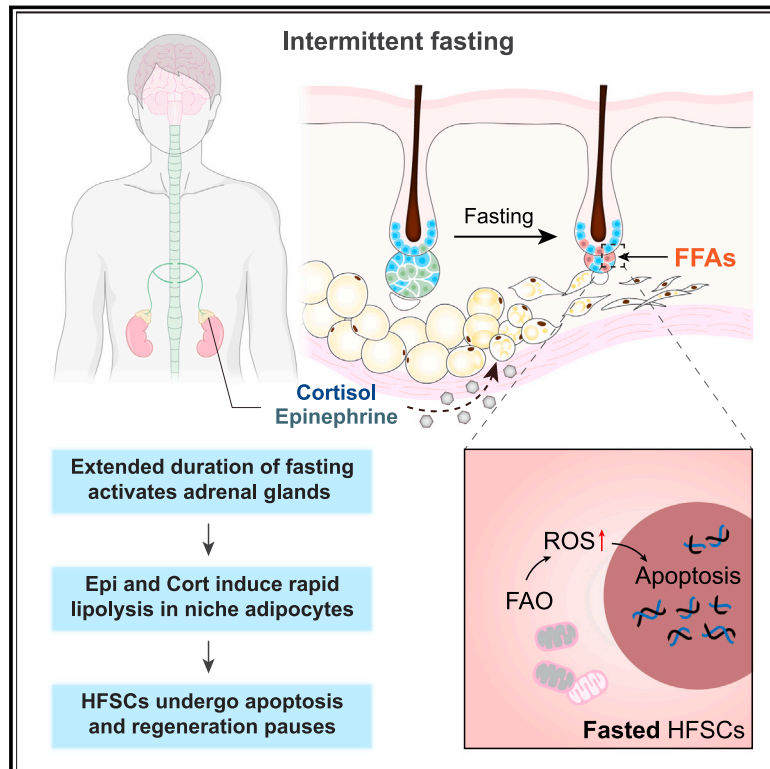 Intermittent fasting
Fasting
FFAs
Cortisol
Epinephrine
Extended duration of fasting
activates adrenal glands
Epi and Cort induce rapid
lipolysis in niche adipocytes
HFSCs undergo apoptosis
and regeneration pauses
ROS↑
Apoptosis
FAO
Fasted HFSCs